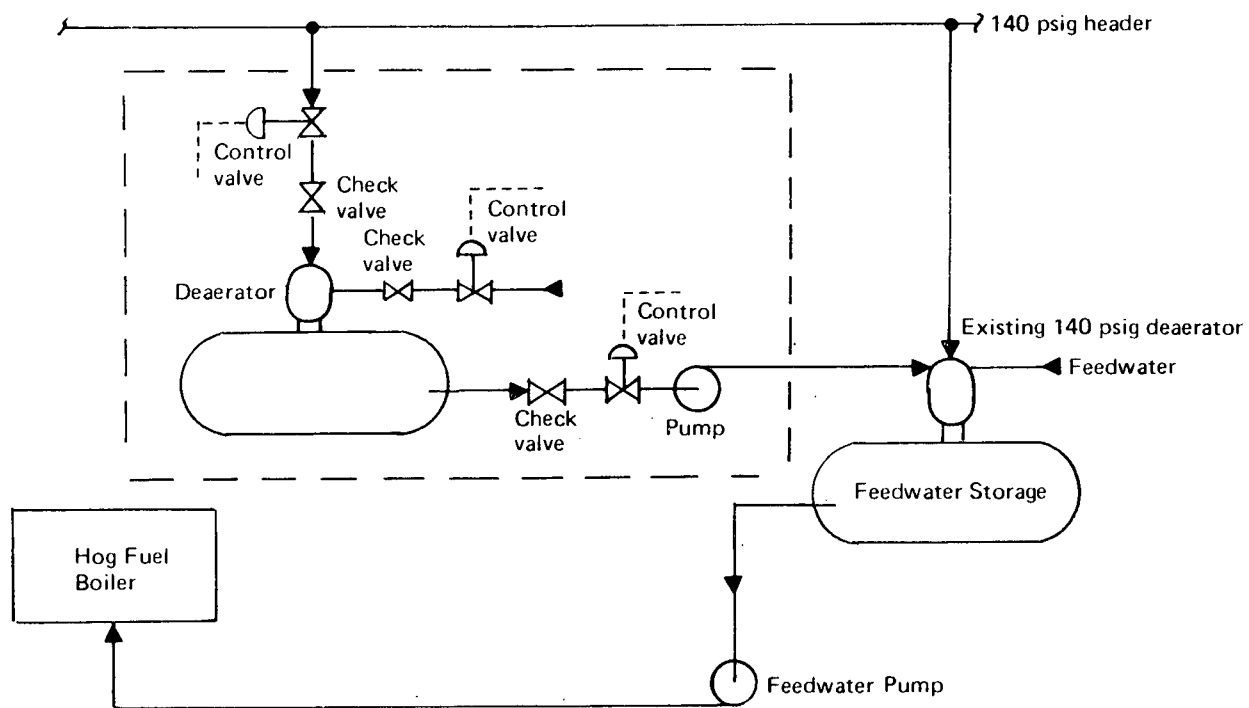 140 psig header
Control
valve
Check
valve
Control
valve
Check
valve
Deaerator
Control
valve
Existing 140 psig deaerator
Feedwater
Check
valve
Pump
Feedwater Storage
Hog Fuel
Boiler
Feedwater Pump